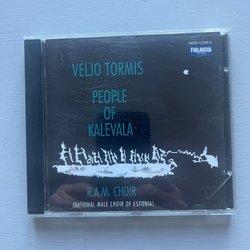 FINLANDIA
VELJO TORMIS
PEOPLE
OF
KALEVALA
R.A.M. CHOIR
(NATIONAL MALE CHOIR OF ESTONIA)